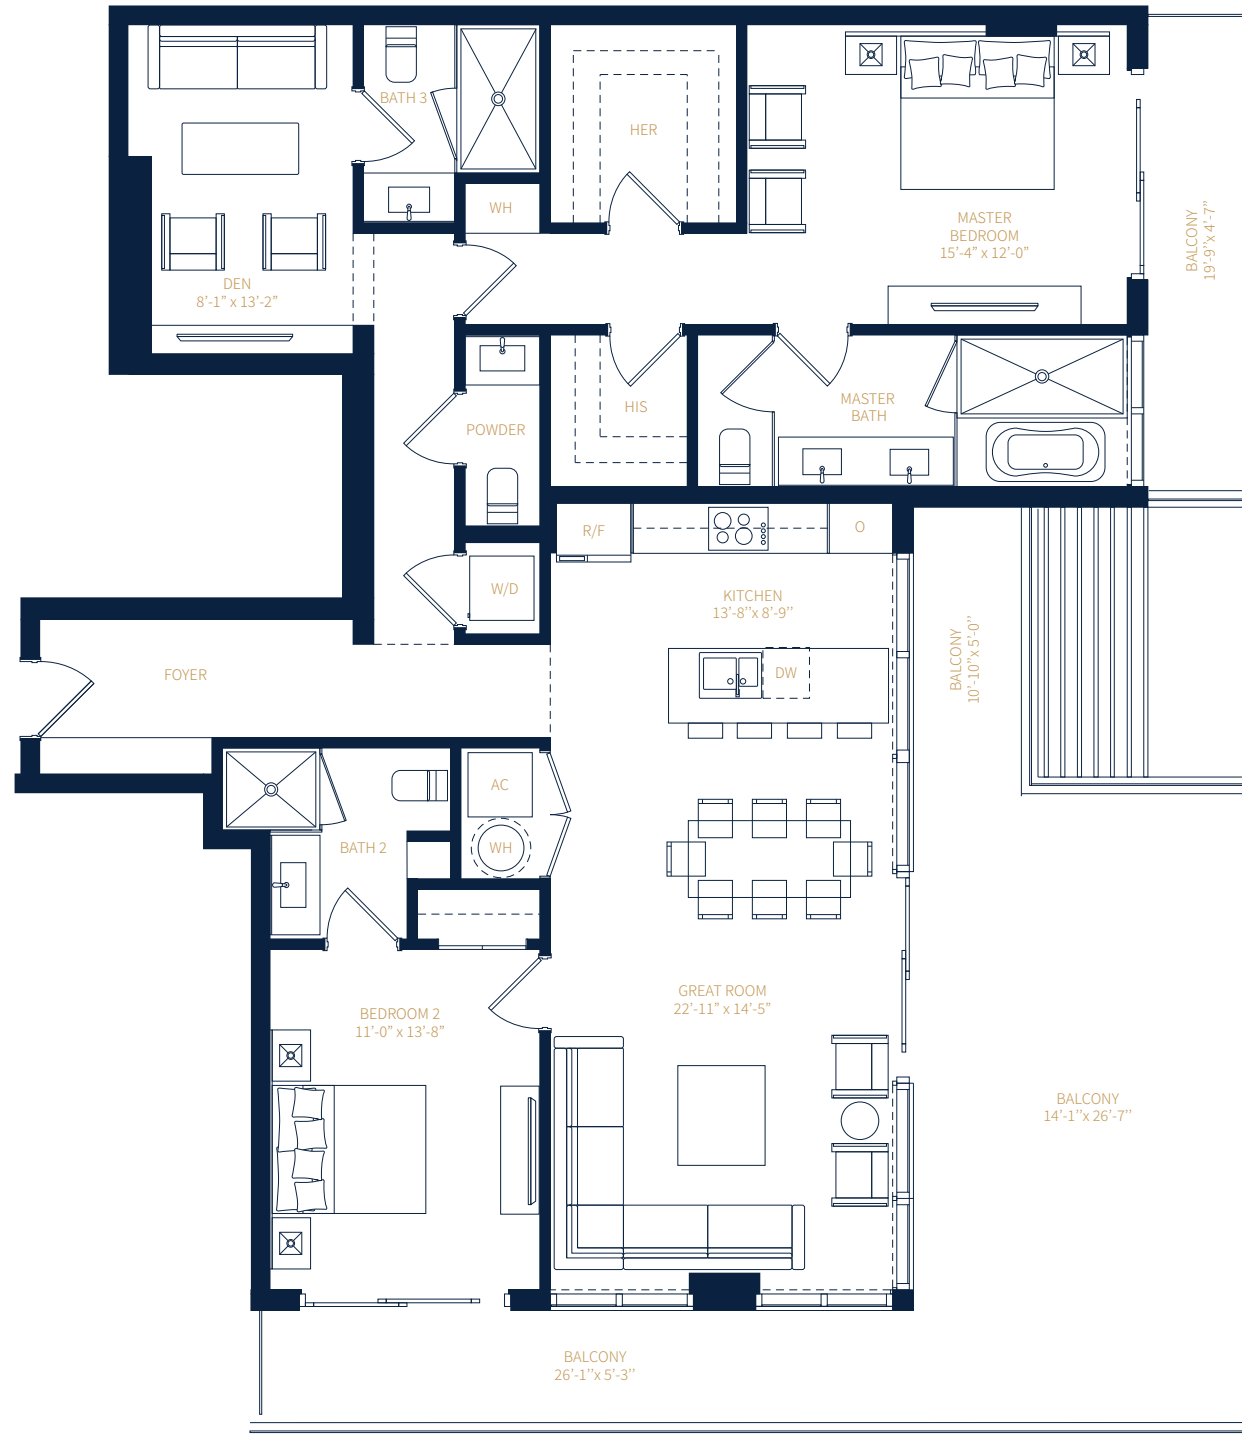 BATH 3
HER
WH
MASTER
BEDROOM
15’-4” x 12’-0”
BALCONY
19’-9’’x 4’-7’’
DEN
8’-1” x 13’-2”
HIS
MASTER
BATH
POWDER
R/F
O
W/D
KITCHEN
13’-8’’x 8’-9’’
BALCONY
10’-10’’x 5’-0’’
FOYER
DW
AC
WH
BATH 2
GREAT ROOM
22’-11” x 14’-5”
BEDROOM 2
11’-0” x 13’-8”
BALCONY
14’-1’’x 26’-7’’
BALCONY
26’-1’’x 5’-3’’